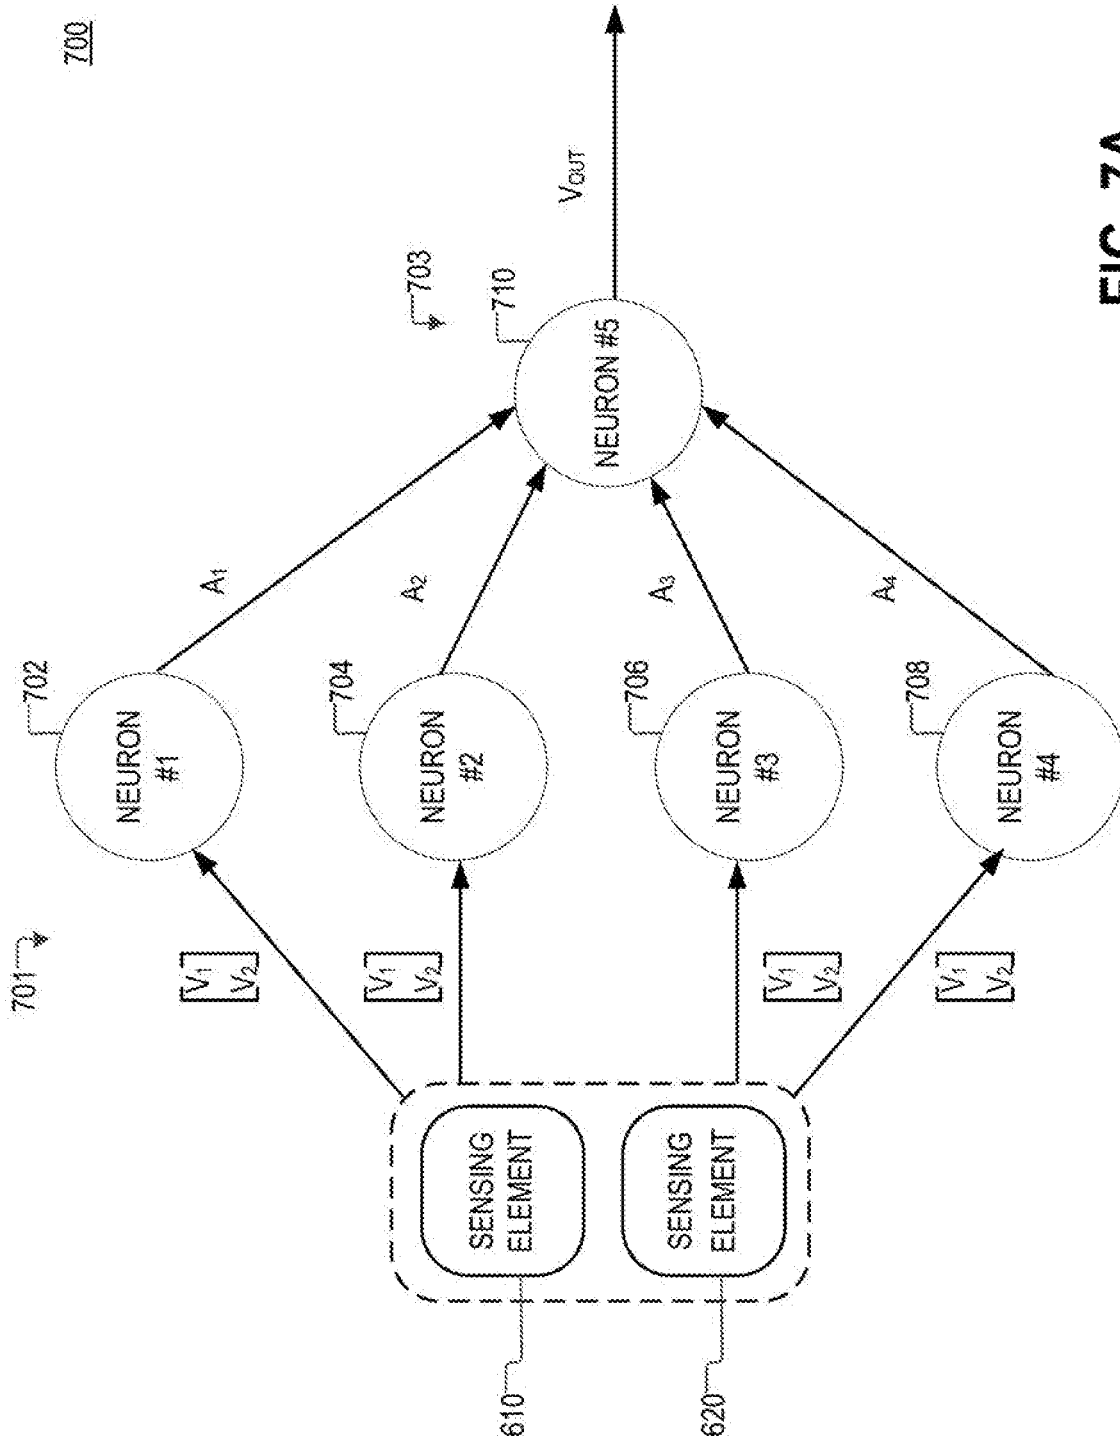 700
701
703
610
SENSING
ELEMENT
620
SENSING
ELEMENT
[V1
V2]
[V1
V2]
[V1
V2]
[V1
V2]
702
NEURON
#1
704
NEURON
#2
706
NEURON
#3
708
NEURON
#4
A1
A2
A3
A4
710
NEURON #5
VOUT
FIG. 7A